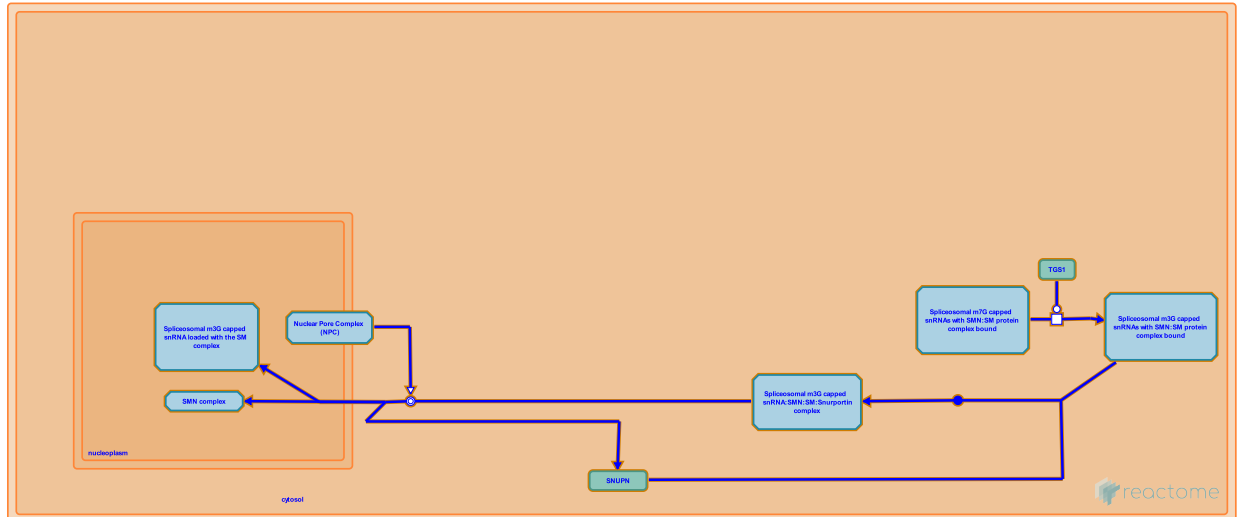 TGS1
Spliceosomal m7G capped
snRNAs with SMN:SM protein
complex bound
Spliceosomal m3G capped
snRNAs with SMN:SM protein
complex bound
Spliceosomal m3G capped
snRNA loaded with the SM
complex
Nuclear Pore Complex
(NPC)
SMN complex
Spliceosomal m3G capped
snRNA:SMN:SM:Snurportin
complex
nucleoplasm
SNUPN
cytosol
reactome